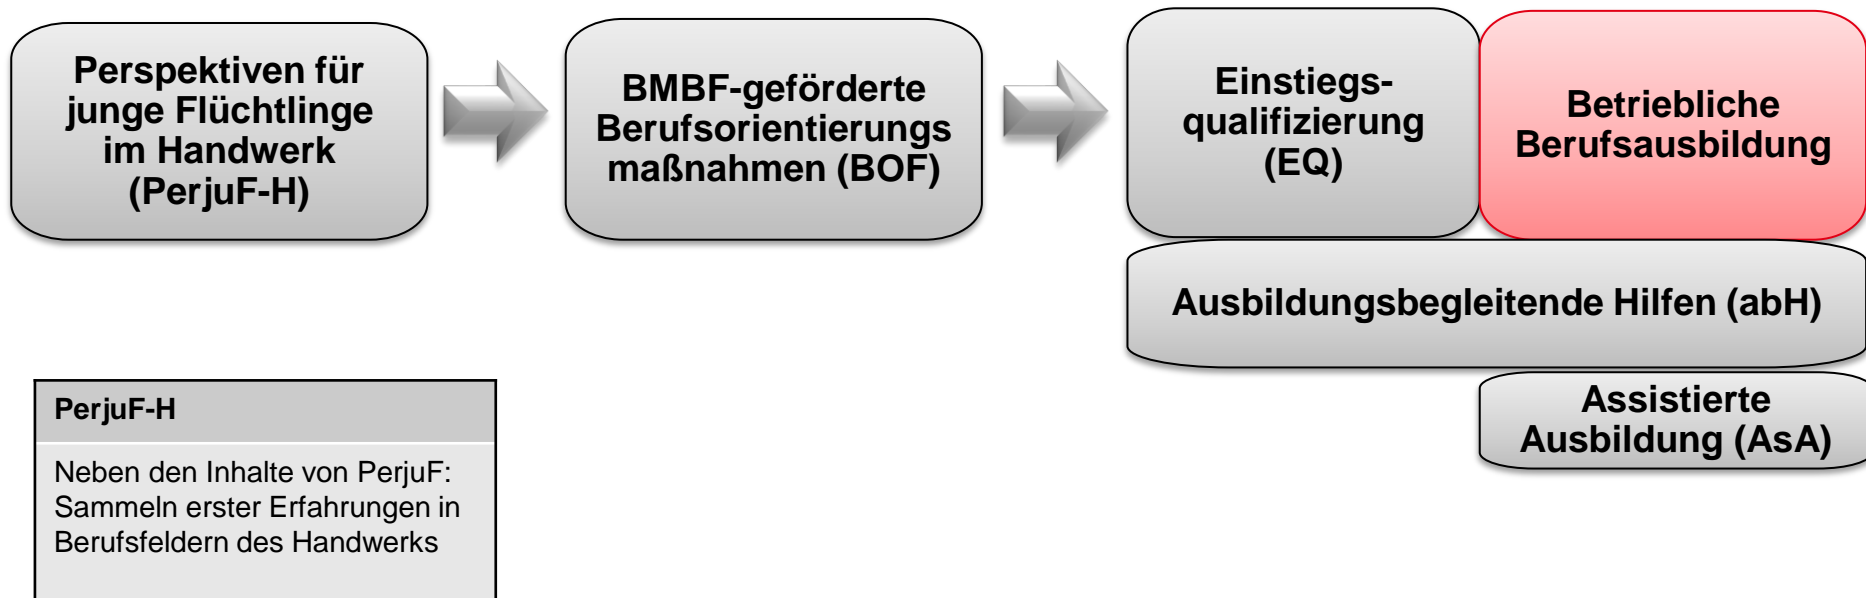 Perspektiven für
junge Flüchtlinge
im Handwerk
(PerjuF-H)
BMBF-geförderte
Berufsorientierungs
maßnahmen (BOF)
Einstiegs-
qualifizierung
(EQ)
Betriebliche
Berufsausbildung
Ausbildungsbegleitende Hilfen (abH)
Assistierte
Ausbildung (AsA)
PerjuF-H
Neben den Inhalte von PerjuF:
Sammeln erster Erfahrungen in
Berufsfeldern des Handwerks